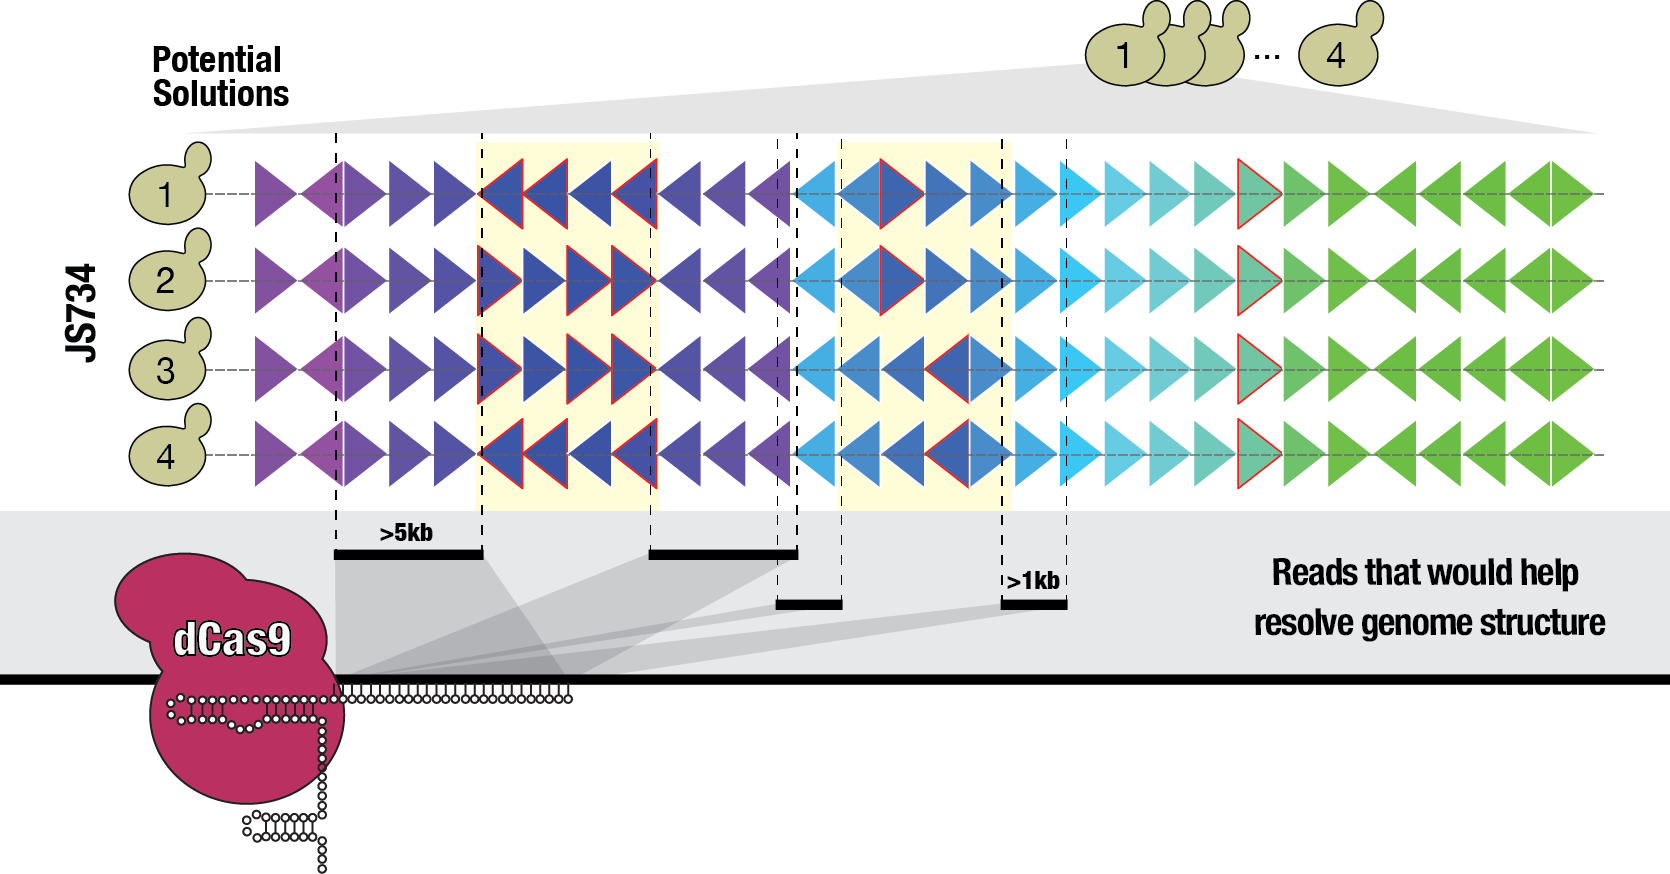 1
...
4
Potential
Solutions
JS734
1
2
3
4
>5kb
>1kb
Reads that would help
resolve genome structure
dCas9